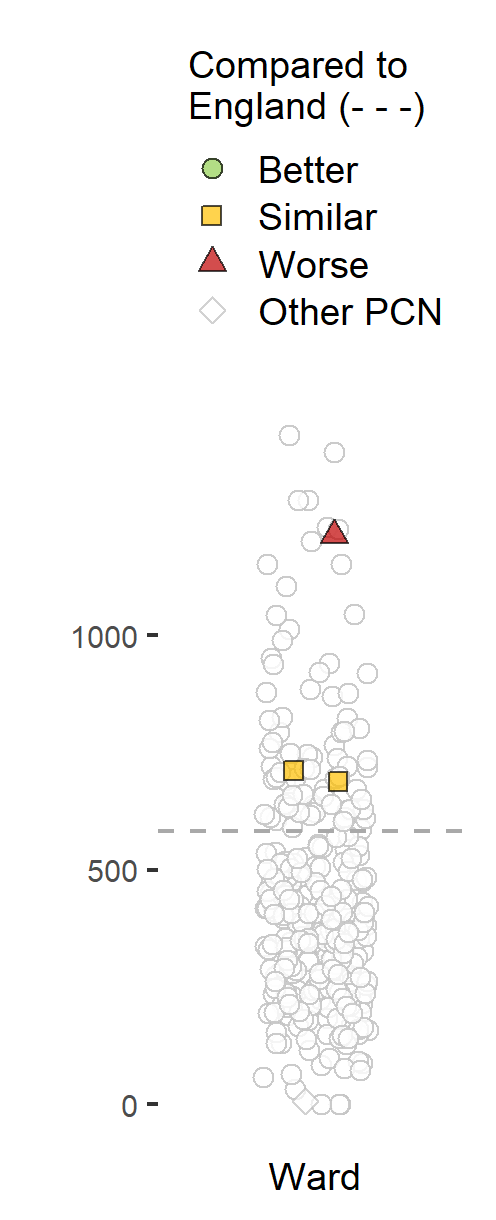 Compared to
England (- - -)
Better
Similar
Worse
Other PCN
1000
500
0
Ward